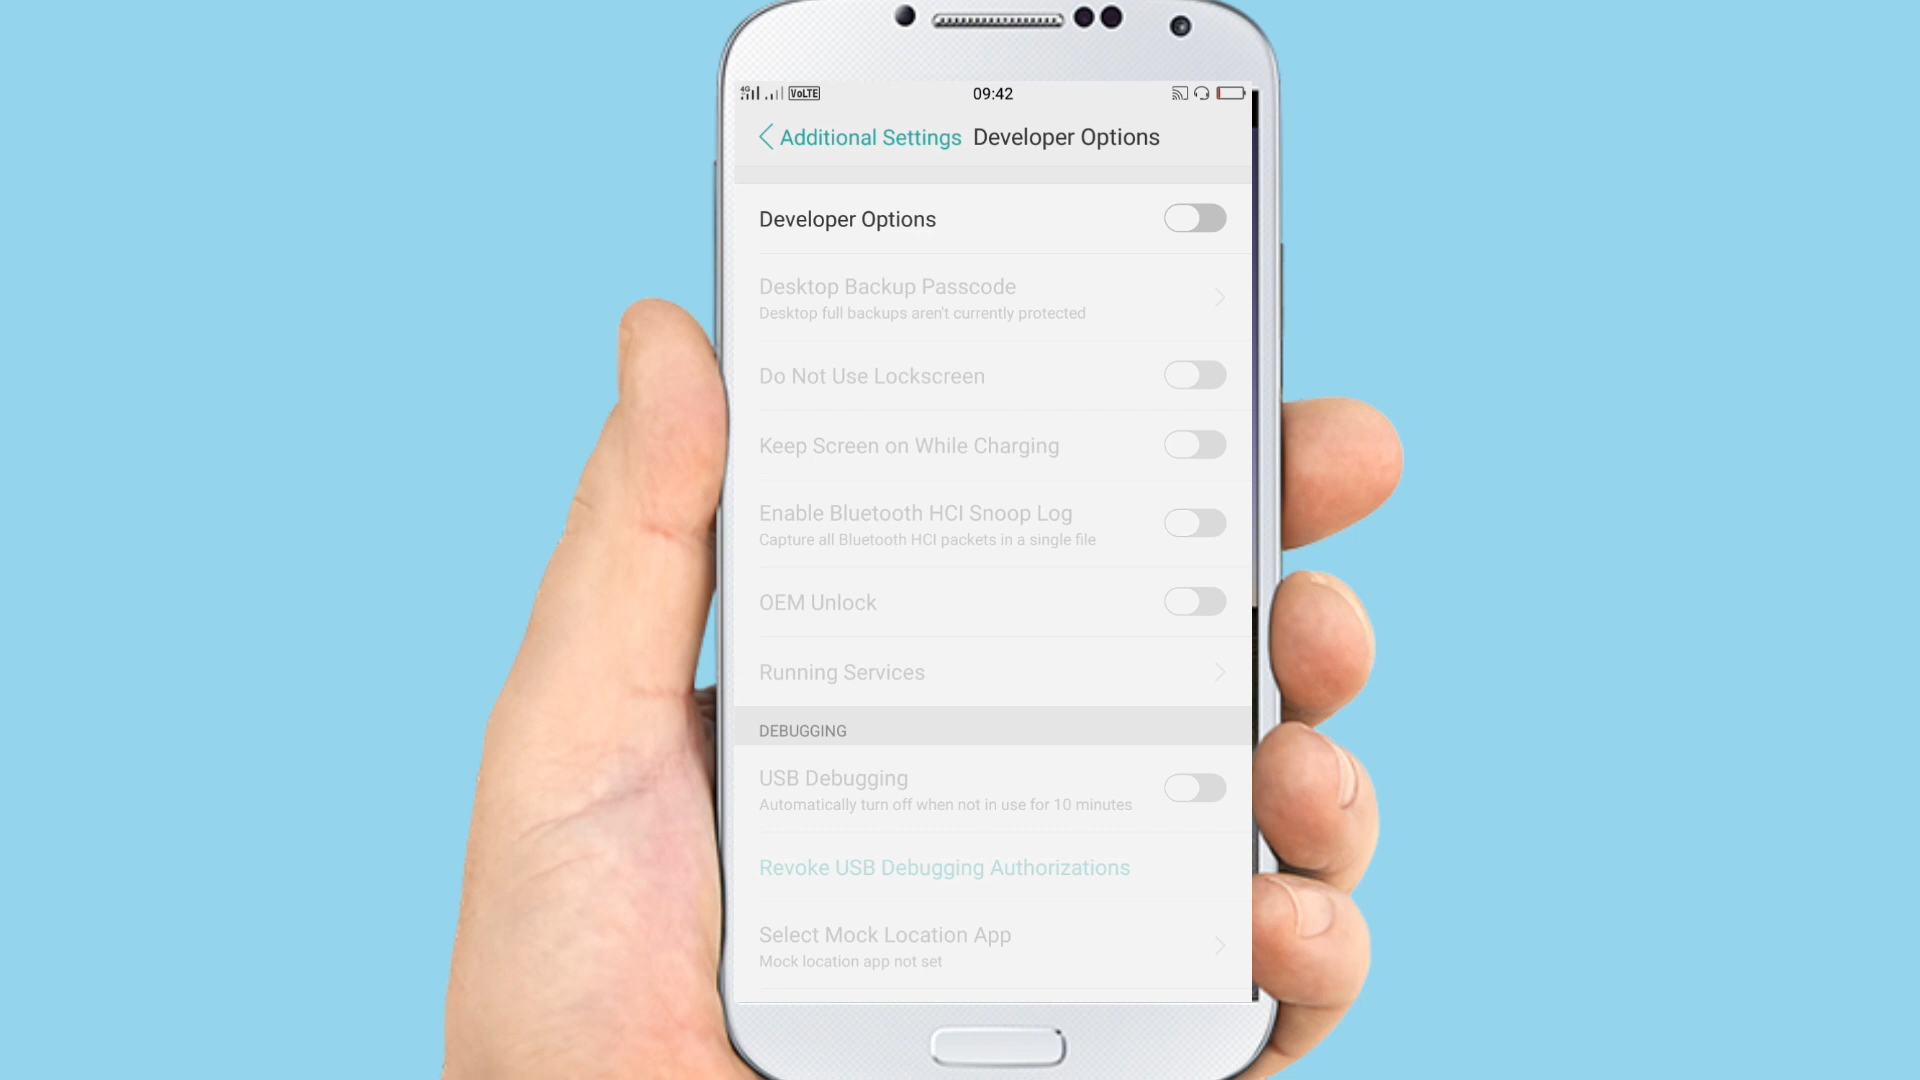 4G VoLTE 09:42
Additional Settings Developer Options
Developer Options
Desktop Backup Passcode
Desktop full backups aren't currently protected
Do Not Use Lockscreen
Keep Screen on While Charging
Enable Bluetooth HCI Snoop Log
Capture all Bluetooth HCI packets in a single file
OEM Unlock
Running Services
DEBUGGING
USB Debugging
Automatically turn off when not in use for 10 minutes
Revoke USB Debugging Authorizations
Select Mock Location App
Mock location app not set